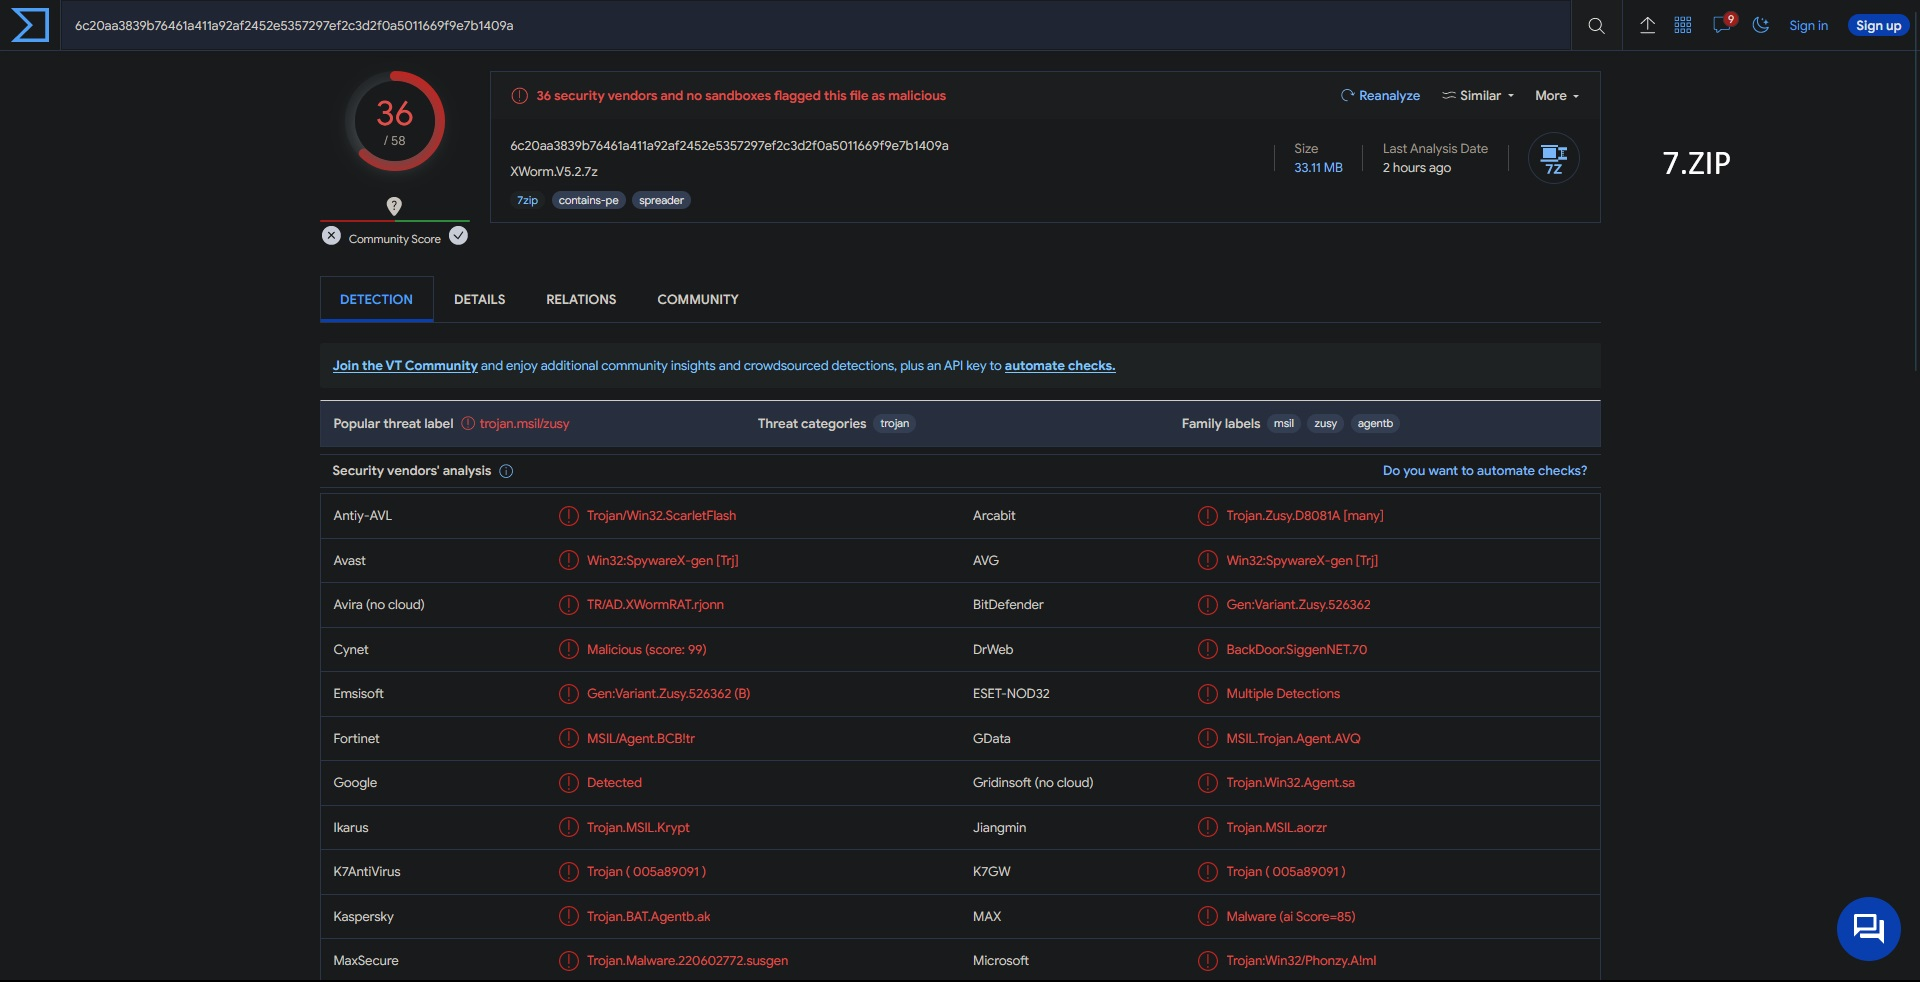 6c20aa3839b76461a411a92af2452e5357297ef2c3d2f0a5011669f9e7b1409a
9
Sign in
Sign up
36
/ 58
36 security vendors and no sandboxes flagged this file as malicious
Reanalyze
Similar
More
6c20aa3839b76461a411a92af2452e5357297ef2c3d2f0a5011669f9e7b1409a
XWorm.V5.2.7z
7zip
contains-pe
spreader
Size
33.11 MB
Last Analysis Date
2 hours ago
7Z
7.ZIP
?
Community Score
DETECTION
DETAILS
RELATIONS
COMMUNITY
Join the VT Community and enjoy additional community insights and crowdsourced detections, plus an API key to automate checks.
Popular threat label
trojan.msil/zusy
Threat categories
trojan
Family labels
msil
zusy
agentb
Security vendors' analysis
Do you want to automate checks?
Antiy-AVL
Trojan/Win32.ScarletFlash
Arcabit
Trojan.Zusy.D8081A [many]
Avast
Win32:SpywareX-gen [Trj]
AVG
Win32:SpywareX-gen [Trj]
Avira (no cloud)
TR/AD.XWormRAT.rjonn
BitDefender
Gen:Variant.Zusy.526362
Cynet
Malicious (score: 99)
DrWeb
BackDoor.SiggenNET.70
Emsisoft
Gen:Variant.Zusy.526362 (B)
ESET-NOD32
Multiple Detections
Fortinet
MSIL/Agent.BCB!tr
GData
MSIL.Trojan.Agent.AVQ
Google
Detected
Gridinsoft (no cloud)
Trojan.Win32.Agent.sa
Ikarus
Trojan.MSIL.Krypt
Jiangmin
Trojan.MSIL.aorzr
K7AntiVirus
Trojan ( 005a89091 )
K7GW
Trojan ( 005a89091 )
Kaspersky
Trojan.BAT.Agentb.ak
MAX
Malware (ai Score=85)
MaxSecure
Trojan.Malware.220602772.susgen
Microsoft
Trojan:Win32/Phonzy.A!ml